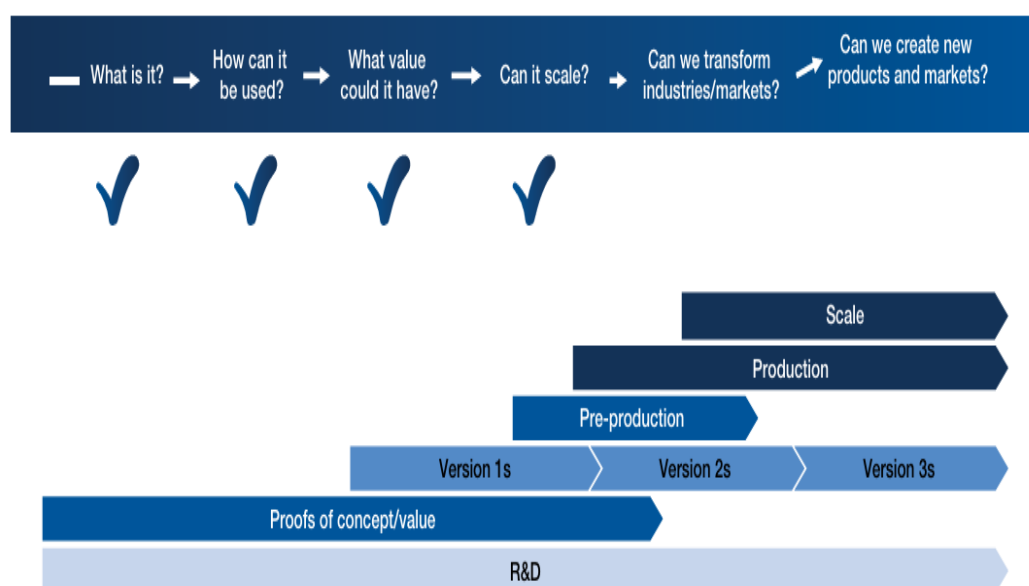 What is it?
How can it
be used?
What value
could it have?
Can it scale?
Can we transform
industries/markets?
Can we create new
products and markets?
Scale
Production
Pre-production
Version 1s
Version 2s
Version 3s
Proofs of concept/value
R&D